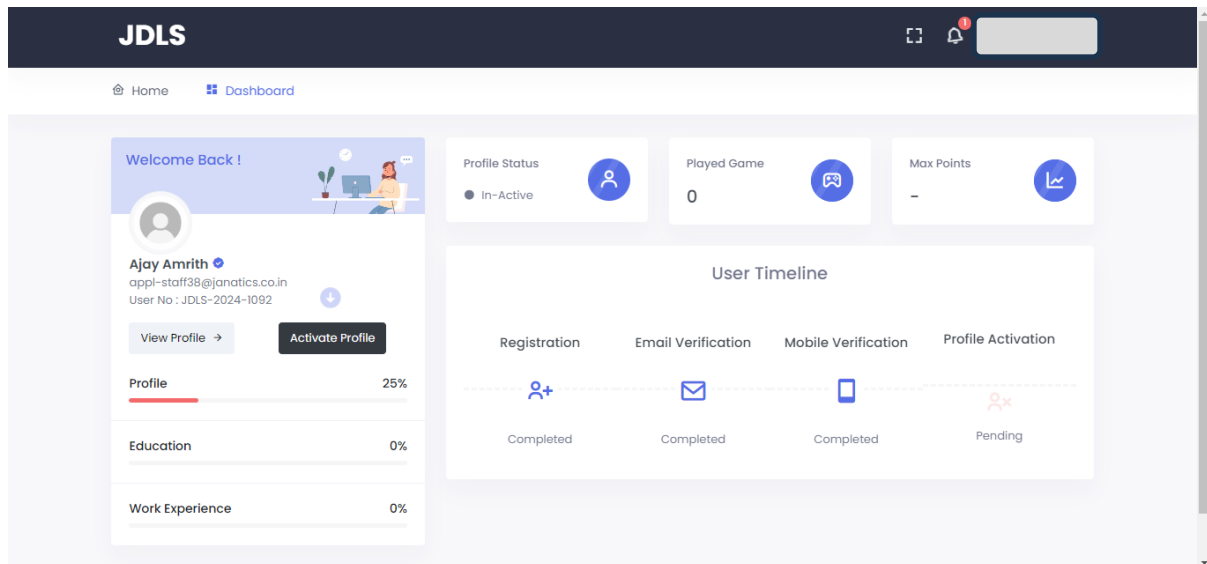 JDLS
1
Home Dashboard
Welcome Back !
Ajay Amrith
appl-staff38@janatics.co.in
User No : JDLS-2024-1092
View Profile → Activate Profile
Profile 25%
Education 0%
Work Experience 0%
Profile Status
In-Active
Played Game
0
Max Points
-
User Timeline
Registration Email Verification Mobile Verification Profile Activation
Completed Completed Completed Pending